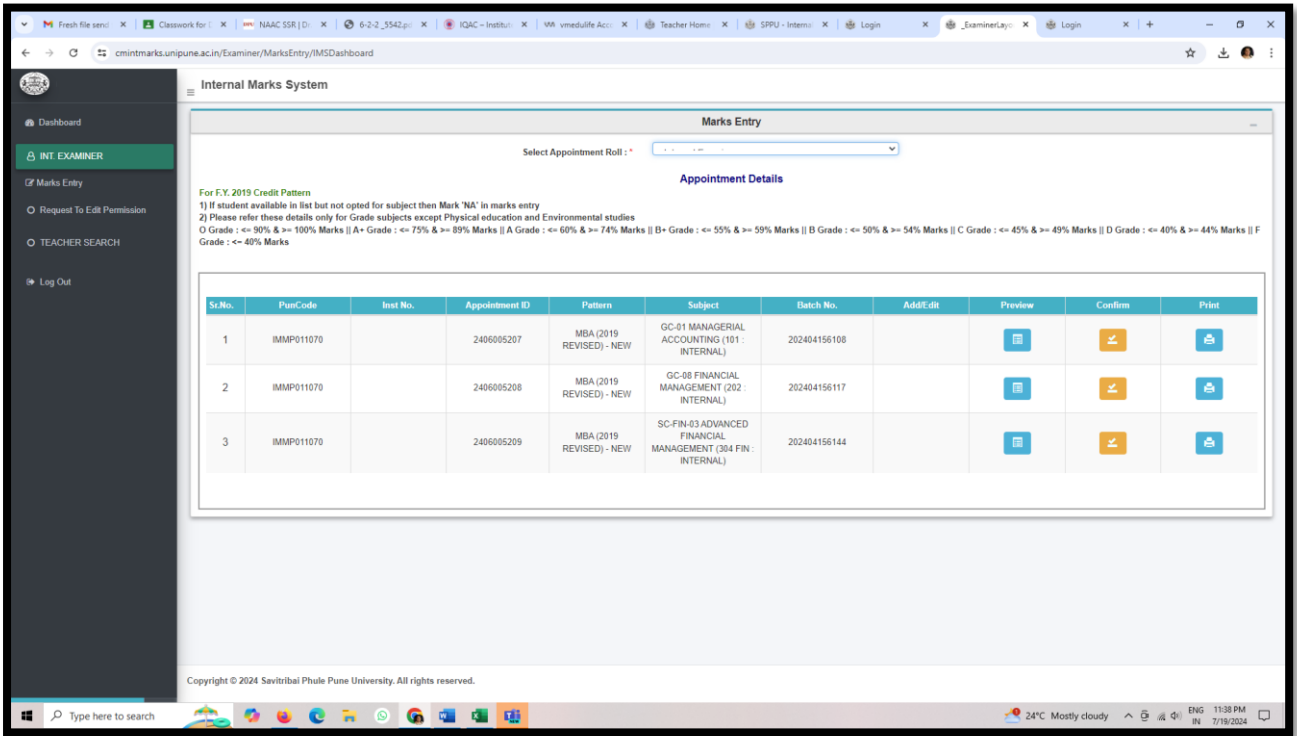 Fresh file send
Classwork for
NAAC SSR | Dr
6-2-2 _5542.pd
IQAC – Institut
vmedulife Acc
Teacher Home
SPPU - Interna
Login
_ExaminerLayo
Login
cmintmarks.unipune.ac.in/Examiner/MarksEntry/IMSDashboard
Internal Marks System
Dashboard
INT. EXAMINER
Marks Entry
Request To Edit Permission
TEACHER SEARCH
Log Out
Marks Entry
Select Appointment Roll : *
Appointment Details
For F.Y. 2019 Credit Pattern
1) If student available in list but not opted for subject then Mark 'NA' in marks entry
2) Please refer these details only for Grade subjects except Physical education and Environmental studies
O Grade : <= 90% & >= 100% Marks || A+ Grade : <= 75% & >= 89% Marks || A Grade : <= 60% & >= 74% Marks || B+ Grade : <= 55% & >= 59% Marks || B Grade : <= 50% & >= 54% Marks || C Grade : <= 45% & >= 49% Marks || D Grade : <= 40% & >= 44% Marks || F
Grade : <= 40% Marks
Sr.No. PunCode Inst No. Appointment ID Pattern Subject Batch No. Add/Edit Preview Confirm Print
1 IMMP011070 2406005207 MBA (2019 REVISED) - NEW GC-01 MANAGERIAL ACCOUNTING (101 : INTERNAL) 202404156108
2 IMMP011070 2406005208 MBA (2019 REVISED) - NEW GC-08 FINANCIAL MANAGEMENT (202 : INTERNAL) 202404156117
3 IMMP011070 2406005209 MBA (2019 REVISED) - NEW SC-FIN-03 ADVANCED FINANCIAL MANAGEMENT (304 FIN : INTERNAL) 202404156144
Copyright © 2024 Savitribai Phule Pune University. All rights reserved.
Type here to search
24°C Mostly cloudy
ENG
IN
11:38 PM
7/19/2024